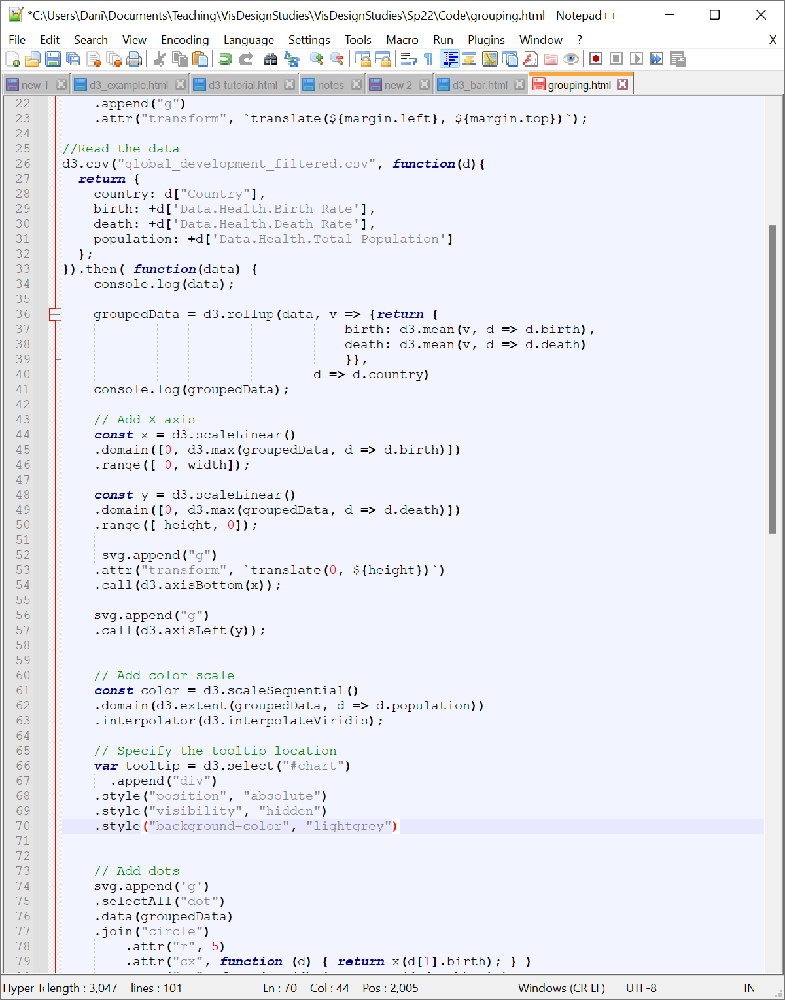 *C:\Users\Dani\Documents\Teaching\VisDesignStudies\VisDesignStudies\Sp22\Code\grouping.html - Notepad++
File Edit Search View Encoding Language Settings Tools Macro Run Plugins Window ? X
new 1 d3_example.html d3-tutorial.html notes new 2 d3_bar.html grouping.html
22 .append("g")
23 .attr("transform", `translate(${margin.left}, ${margin.top})`);
24
25 //Read the data
26 d3.csv("global_development_filtered.csv", function(d){
27 return {
28 country: d["Country"],
29 birth: +d['Data.Health.Birth Rate'],
30 death: +d['Data.Health.Death Rate'],
31 population: +d['Data.Health.Total Population']
32 };
33 }).then( function(data) {
34 console.log(data);
35
36 groupedData = d3.rollup(data, v => {return {
37 birth: d3.mean(v, d => d.birth),
38 death: d3.mean(v, d => d.death)
39 }},
40 d => d.country)
41 console.log(groupedData);
42
43 // Add X axis
44 const x = d3.scaleLinear()
45 .domain([0, d3.max(groupedData, d => d.birth)])
46 .range([ 0, width]);
47
48 const y = d3.scaleLinear()
49 .domain([0, d3.max(groupedData, d => d.death)])
50 .range([ height, 0]);
51
52 svg.append("g")
53 .attr("transform", `translate(0, ${height})`)
54 .call(d3.axisBottom(x));
55
56 svg.append("g")
57 .call(d3.axisLeft(y));
58
59
60 // Add color scale
61 const color = d3.scaleSequential()
62 .domain(d3.extent(groupedData, d => d.population))
63 .interpolator(d3.interpolateViridis);
64
65 // Specify the tooltip location
66 var tooltip = d3.select("#chart")
67 .append("div")
68 .style("position", "absolute")
69 .style("visibility", "hidden")
70 .style("background-color", "lightgrey")
71
72
73 // Add dots
74 svg.append('g')
75 .selectAll("dot")
76 .data(groupedData)
77 .join("circle")
78 .attr("r", 5)
79 .attr("cx", function (d) { return x(d[1].birth); } )
Hyper Te length : 3,047 lines : 101 Ln : 70 Col : 44 Pos : 2,005 Windows (CR LF) UTF-8 IN